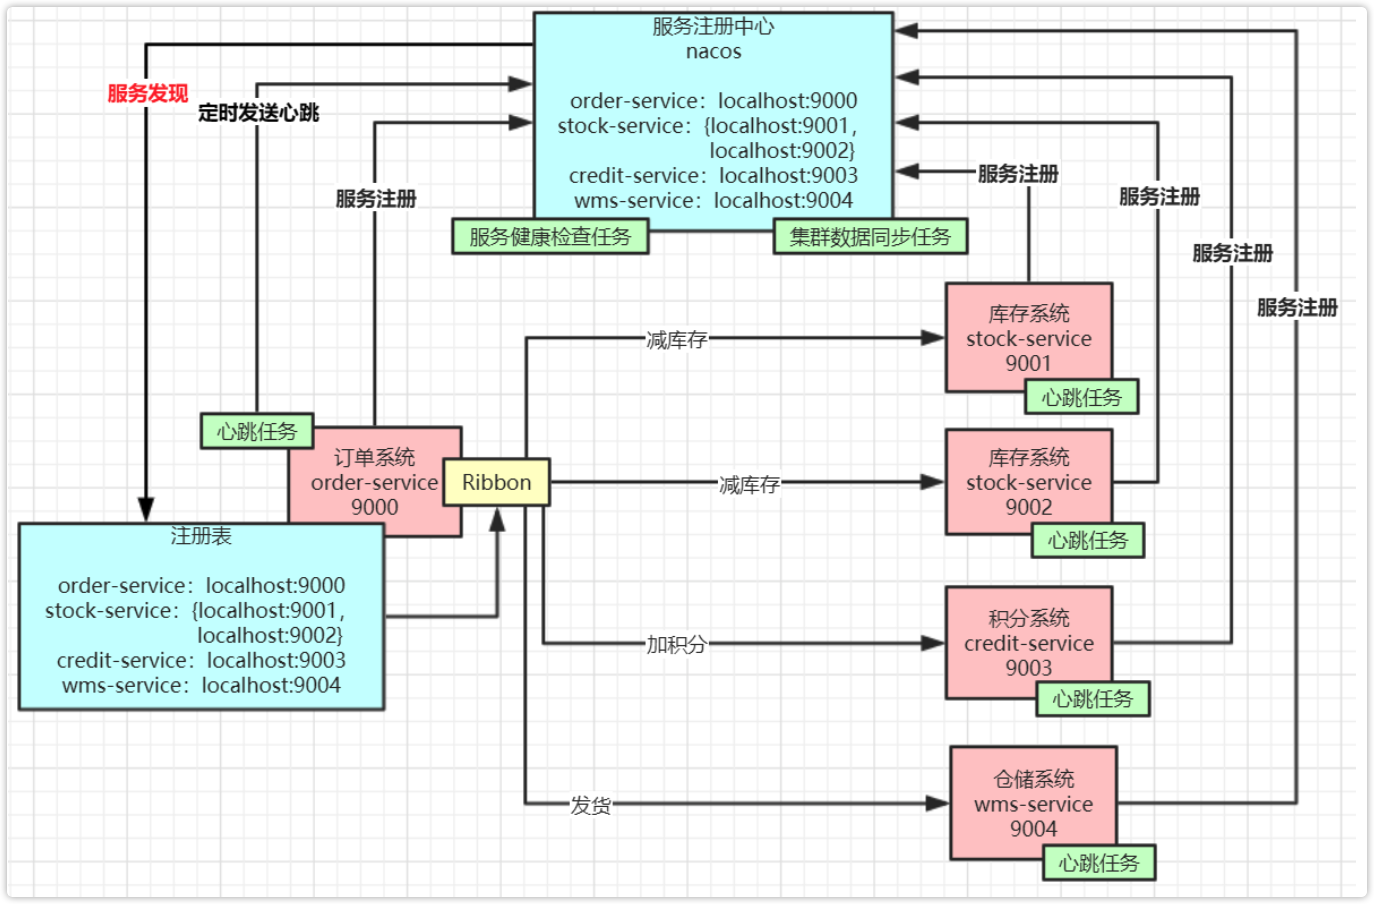 服务注册中心
nacos
order-service：localhost:9000
stock-service：{localhost:9001，
localhost:9002}
credit-service：localhost:9003
wms-service：localhost:9004
服务健康检查任务
集群数据同步任务
服务发现
定时发送心跳
服务注册
服务注册
服务注册
服务注册
服务注册
库存系统
stock-service
9001
心跳任务
减库存
心跳任务
订单系统
order-service
9000
Ribbon
减库存
库存系统
stock-service
9002
心跳任务
注册表
order-service：localhost:9000
stock-service：{localhost:9001，
localhost:9002}
credit-service：localhost:9003
wms-service：localhost:9004
加积分
积分系统
credit-service
9003
心跳任务
发货
仓储系统
wms-service
9004
心跳任务